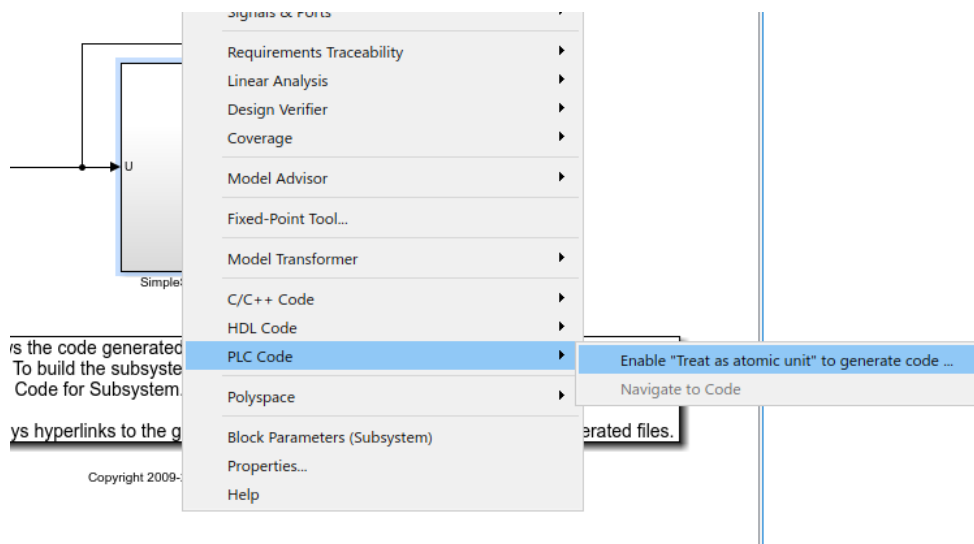 Signals & Ports
Requirements Traceability
Linear Analysis
Design Verifier
Coverage
U
Model Advisor
Fixed-Point Tool...
Model Transformer
Simple
C/C++ Code
HDL Code
PLC Code
Enable "Treat as atomic unit" to generate code ...
Navigate to Code
Polyspace
Block Parameters (Subsystem)
Properties...
Help
s the code generated
To build the subsyste
Code for Subsystem.
ys hyperlinks to the g
erated files.
Copyright 2009-